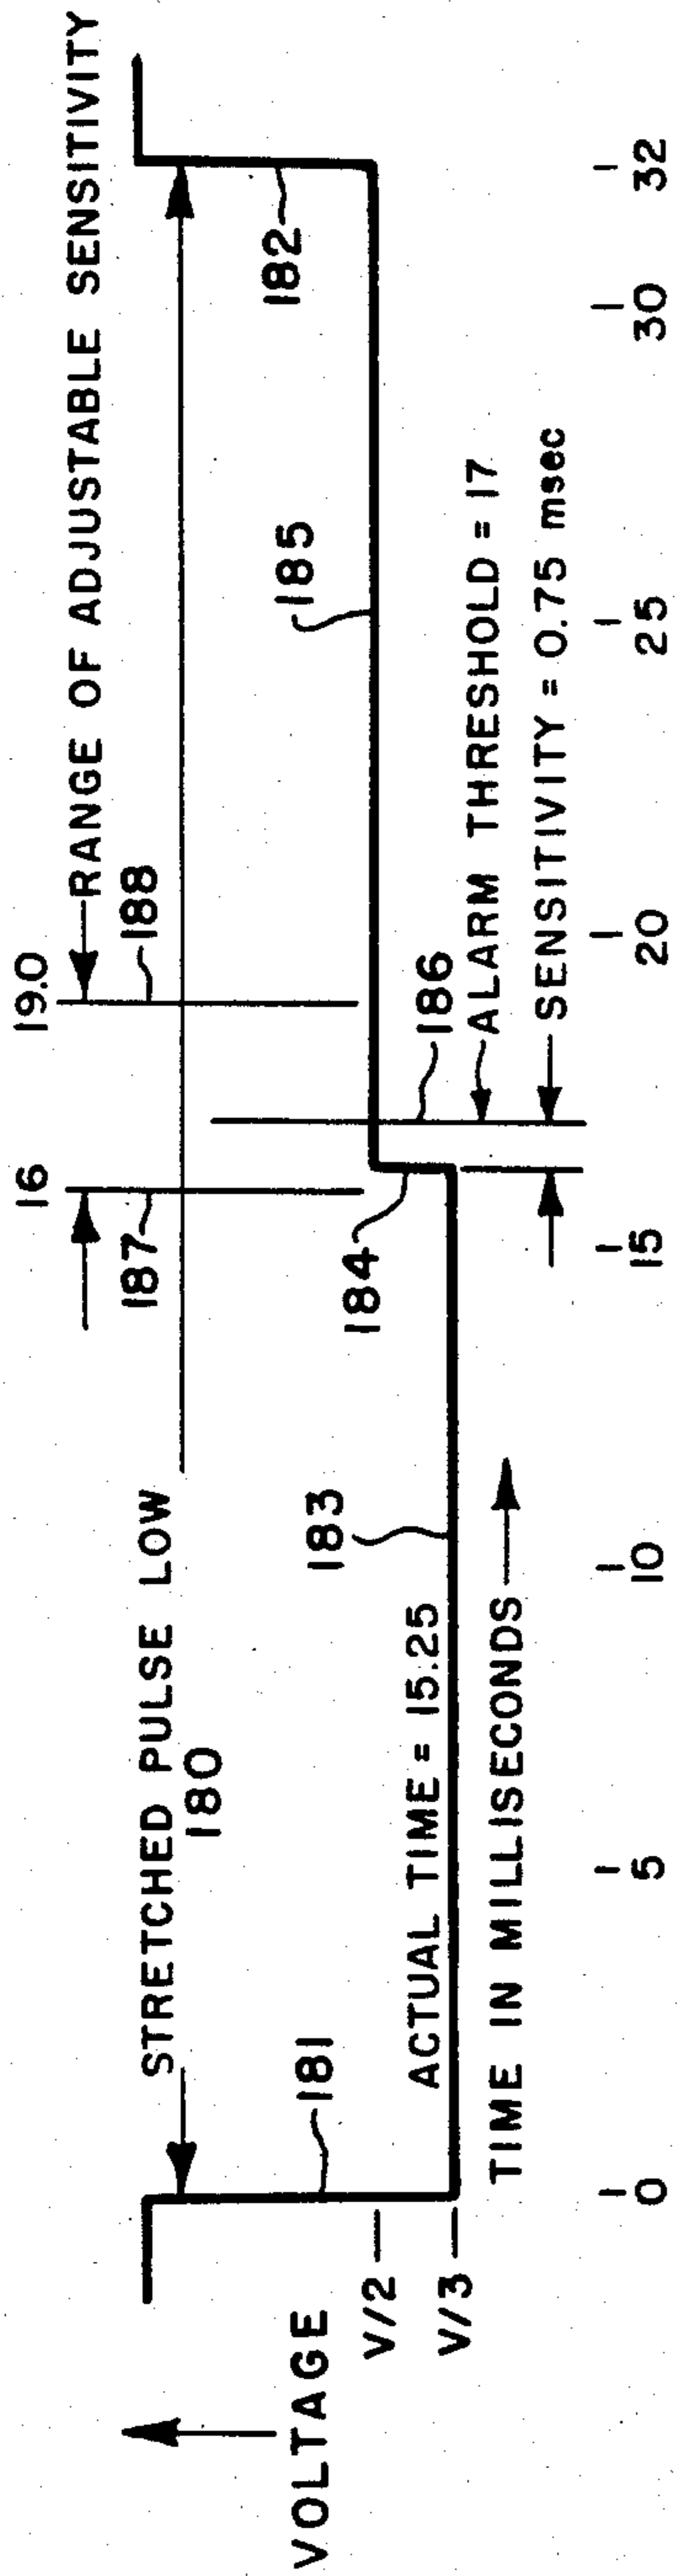 16
19.0
RANGE OF ADJUSTABLE SENSITIVITY
187
188
STRETCHED PULSE LOW
180
181
182
VOLTAGE
V/2
V/3
183
184
185
186
ACTUAL TIME = 15.25
ALARM THRESHOLD = 17
TIME IN MILLISECONDS
SENSITIVITY = 0.75 msec
0
5
10
15
20
25
30
32